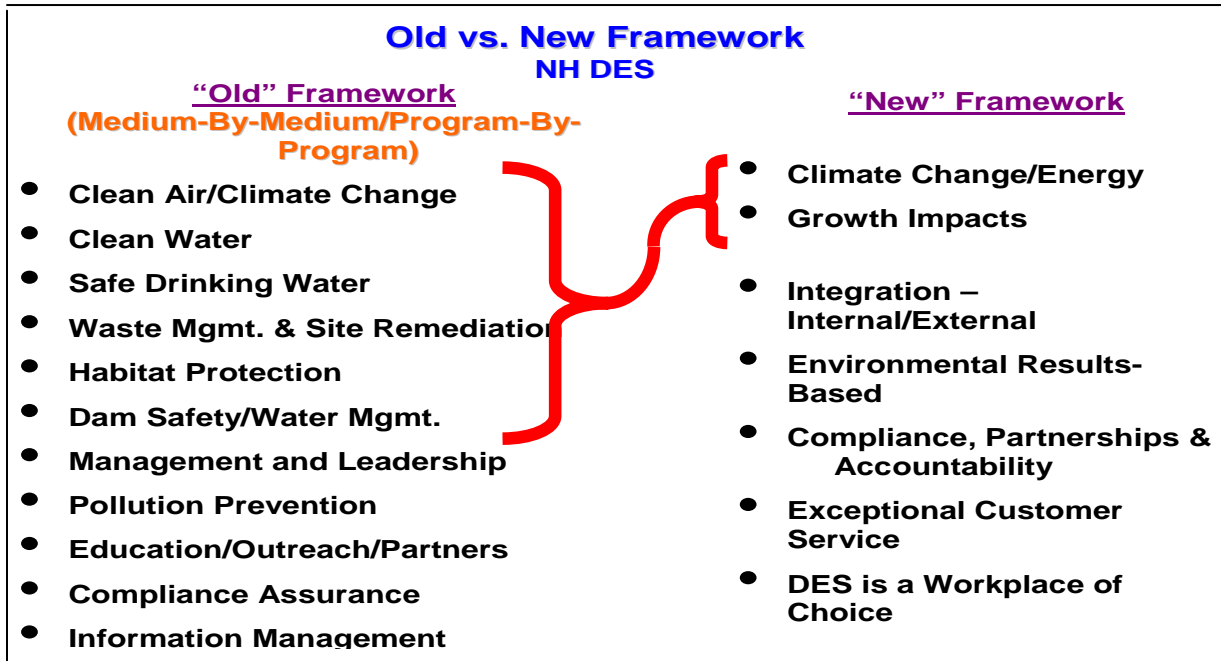 Old vs. New Framework
NH DES
“Old” Framework
(Medium-By-Medium/Program-By-
Program)
• Clean Air/Climate Change
• Clean Water
• Safe Drinking Water
• Waste Mgmt. & Site Remediation
• Habitat Protection
• Dam Safety/Water Mgmt.
• Management and Leadership
• Pollution Prevention
• Education/Outreach/Partners
• Compliance Assurance
• Information Management
“New” Framework
• Climate Change/Energy
• Growth Impacts
• Integration –
Internal/External
• Environmental Results-
Based
• Compliance, Partnerships &
Accountability
• Exceptional Customer
Service
• DES is a Workplace of
Choice